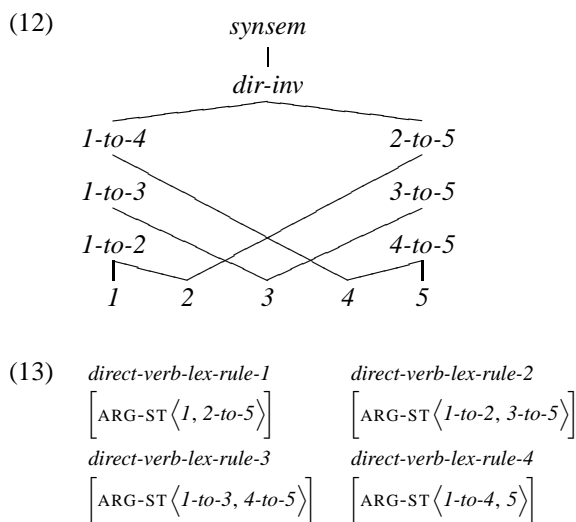 (12) synsem
dir-inv
1-to-4 2-to-5
1-to-3 3-to-5
1-to-2 4-to-5
1 2 3 4 5
(13) direct-verb-lex-rule-1 direct-verb-lex-rule-2
[ARG-ST⟨1, 2-to-5⟩] [ARG-ST⟨1-to-2, 3-to-5⟩]
direct-verb-lex-rule-3 direct-verb-lex-rule-4
[ARG-ST⟨1-to-3, 4-to-5⟩] [ARG-ST⟨1-to-4, 5⟩]